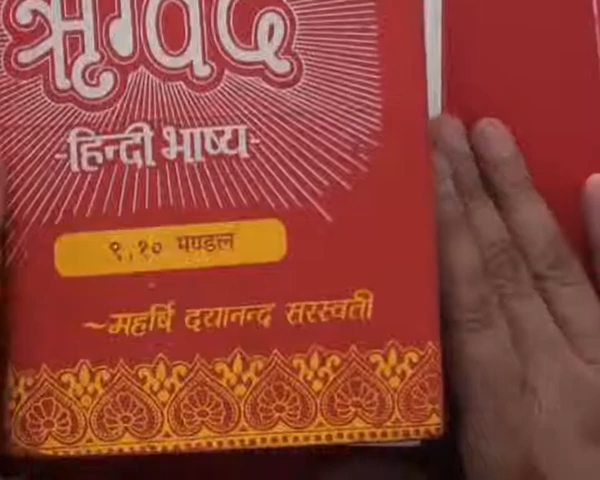 ऋग्वेद
-हिन्दी भाष्य-
९,१० मण्डल
~महर्षि दयानन्द सरस्वती